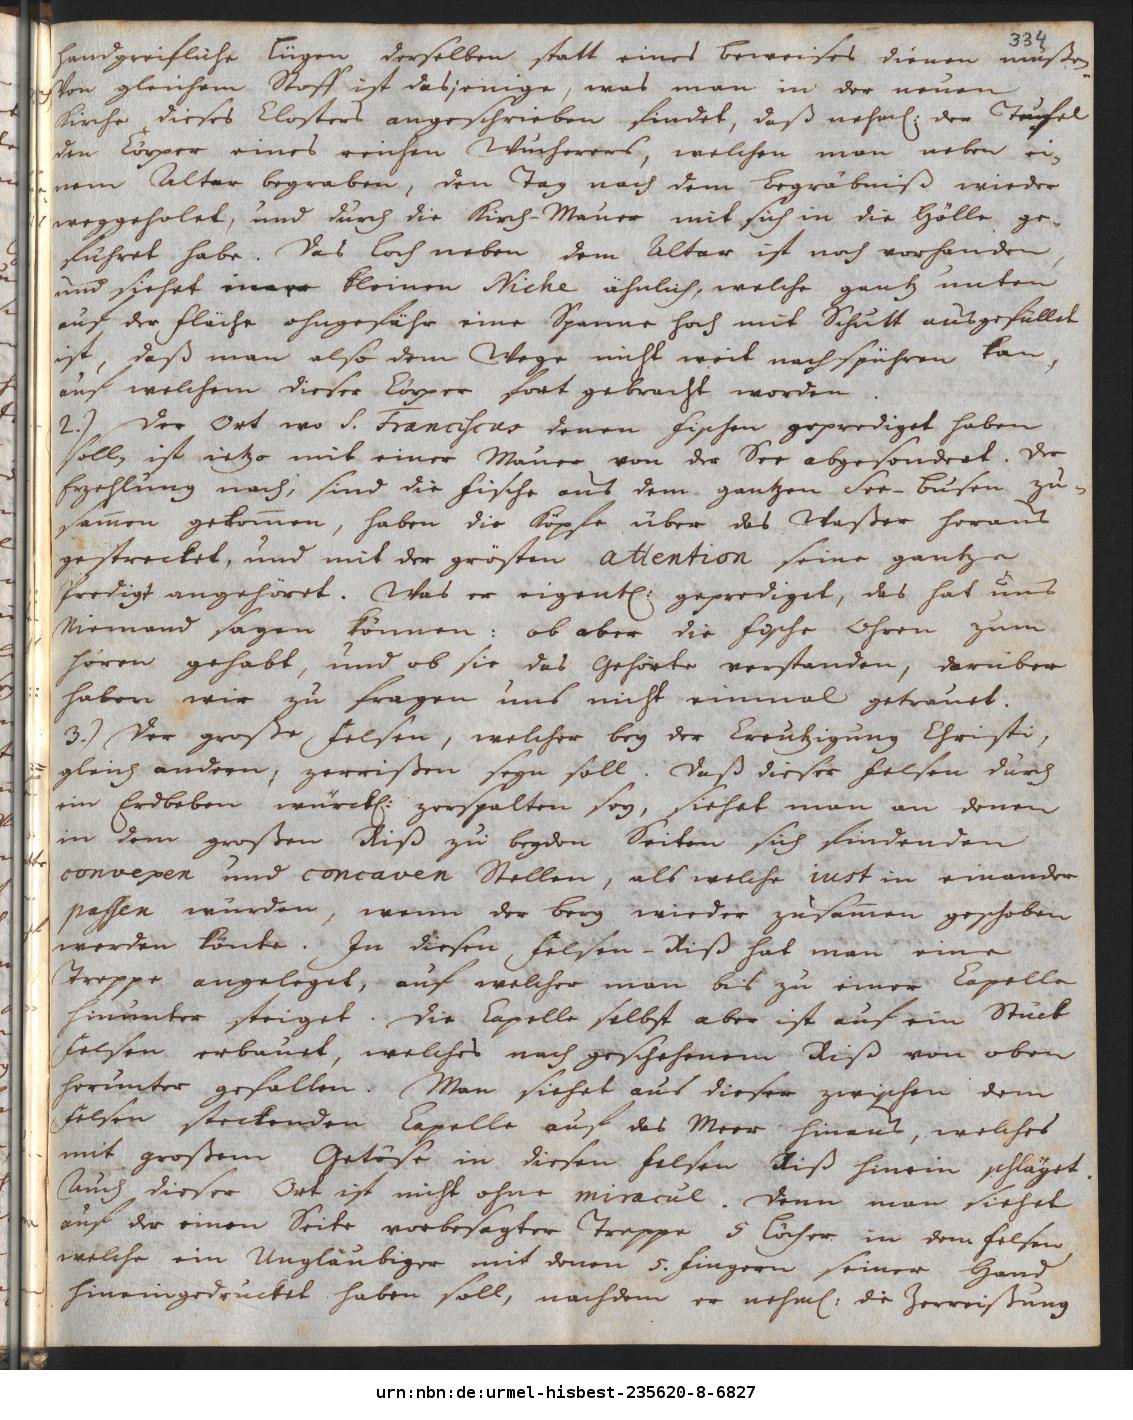 334
handgreifliche Lügen derselben statt eines Beweises dienen müßen.
Von gleichem Stoff ist dasjenige, was man in der neuen
Kirche dieses Closters angeschrieben findet, daß nehml: der Teufel
den Cörper eines reichen Wucherers, welchen man neben ei-
nem Altar begraben, den Tag nach dem Begräbniß wieder
weggeholet, und durch die Kirch-Mauer mit sich in die Hölle ge-
führet habe. Das Loch neben dem Altar ist noch vorhanden,
und siehet einer kleinen Niche ähnlich, welche gantz unten
auf der Fläche ohngefähr eine Spanne hoch mit Schutt ausgefüllet
ist, daß man also dem Wege nicht weit nachspühren kan,
auf welchem dieser Cörper fort gebracht worden.
2.) Der Ort wo S. Franciscus denen Fischen geprediget haben
soll, ist ietzo mit einer Mauer von der See abgesondert. Der
Erzehlung nach, sind die Fische aus dem gantzen See-Busen zu-
sam̄en gekom̄en, haben die Köpfe über das Waßer heraus
gestrecket, und mit der grösten attention seine gantze
Predigt angehöret. Was er eigentl: geprediget, das hat uns
Niemand sagen können: ob aber die Fische Ohren zum
hören gehabt, und ob sie das Gehörte verstanden, darüber
haben wir zu fragen uns nicht einmal getrauet.
3.) Der große Felsen, welcher bey der Creutzigung Christi,
gleich andern, zerrißen seyn soll. Daß dieser Felsen durch
ein Erdbeben würckl: zerspalten sey, siehet man an denen
in dem großen Riß zu beyden Seiten sich findenden
convexen und concaven Stellen, als welche iust in einander
passen würden, wenn der Berg wieder zusam̄en geschoben
werden könte. In diesen Felsen-Riß hat man eine
Treppe angeleget, auf welcher man bis zu einer Capelle
hinunter steiget. Die Capelle selbst aber ist auf ein Stück
Felsen erbauet, welches nach geschehenem Riß von oben
herunter gefallen. Man siehet aus dieser zwischen dem
Felsen steckenden Capelle auf das Meer hinaus, welches
mit großem Getöse in diesen Felsen Riß hinein schläget.
Auch dieser Ort ist nicht ohne miracul. Denn man siehet
auf der einen Seite vorbesagter Treppe 5 Löcher in dem Felsen,
welche ein Ungläubiger mit denen 5. Fingern seiner Hand
hineingedrucket haben soll, nachdem er nehml: die Zerreißung
urn:nbn:de:urmel-hisbest-235620-8-6827